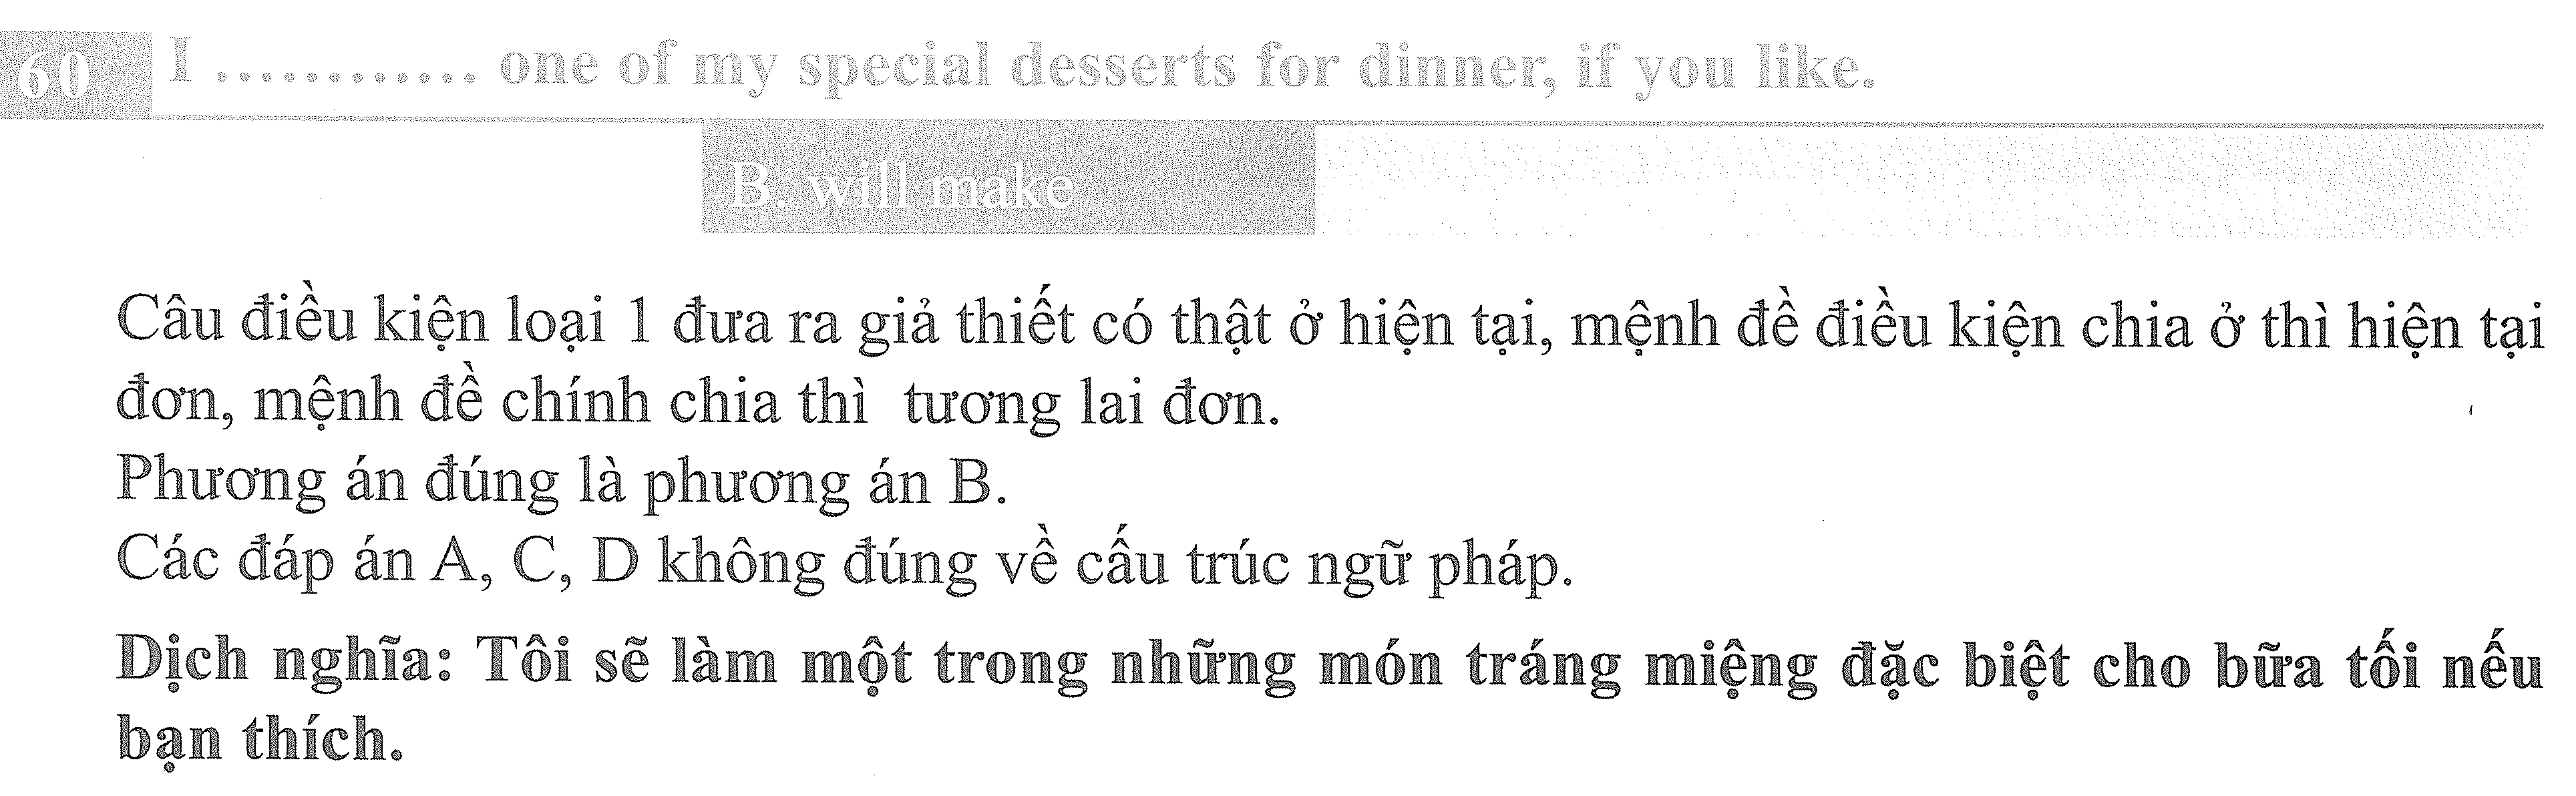 60 I ............ one of my special desserts for dinner, if you like.
B. will make
Câu điều kiện loại 1 đưa ra giả thiết có thật ở hiện tại, mệnh đề điều kiện chia ở thì hiện tại
đơn, mệnh đề chính chia thì tương lai đơn.
Phương án đúng là phương án B.
Các đáp án A, C, D không đúng về cấu trúc ngữ pháp.
Dịch nghĩa: Tôi sẽ làm một trong những món tráng miệng đặc biệt cho bữa tối nếu
bạn thích.